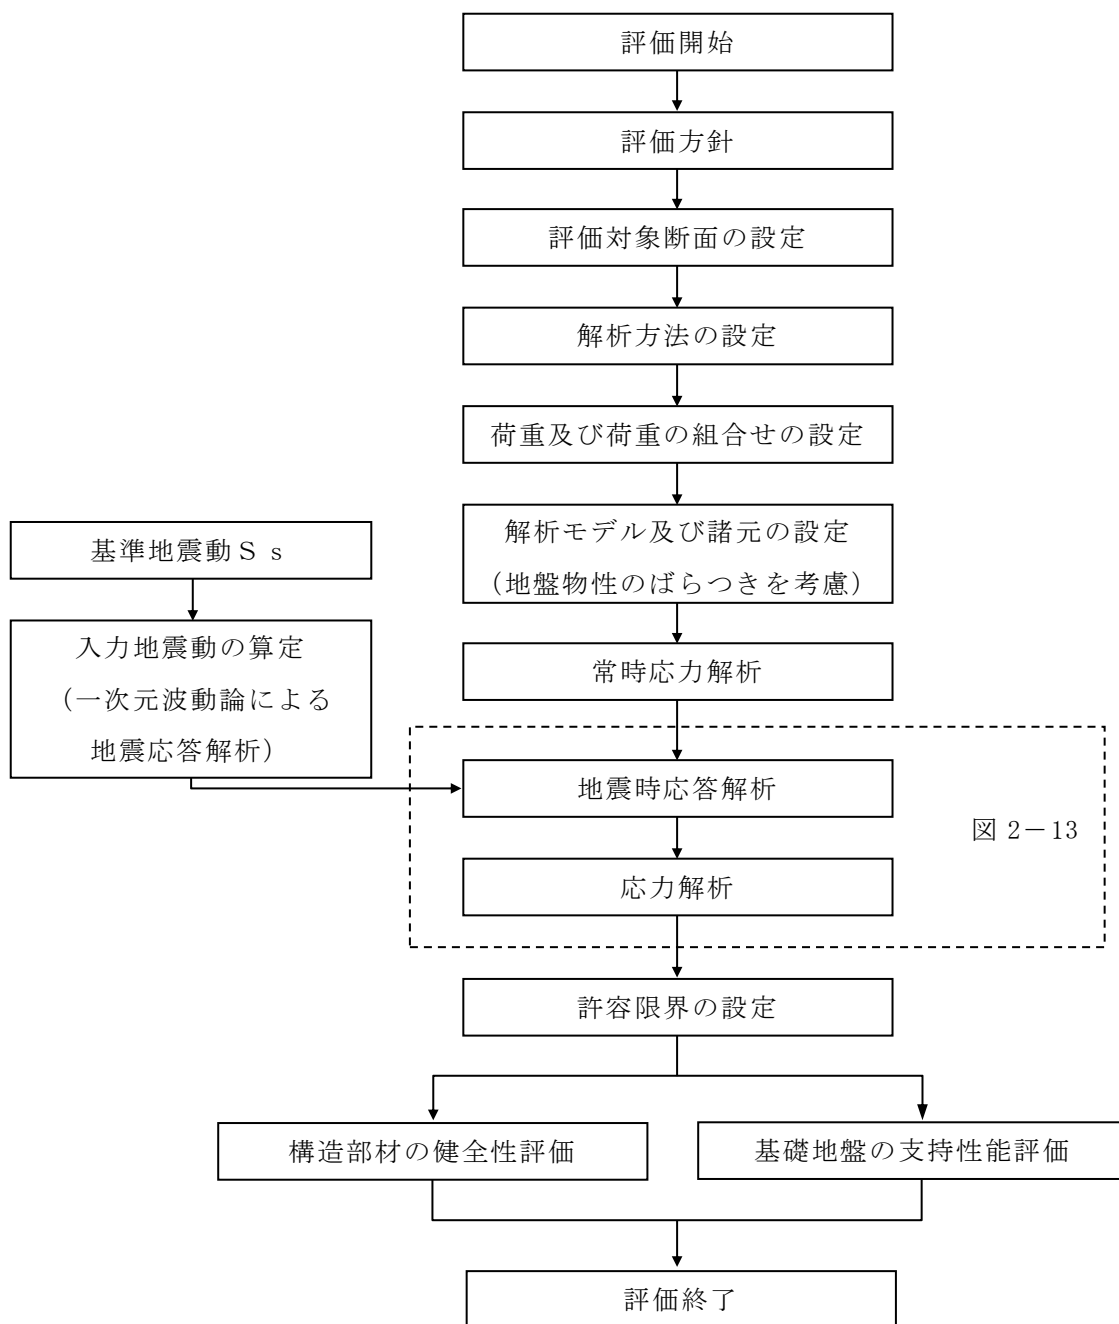 評価開始
評価方針
評価対象断面の設定
解析方法の設定
荷重及び荷重の組合せの設定
解析モデル及び諸元の設定
（地盤物性のばらつきを考慮）
基準地震動Ｓｓ
入力地震動の算定
（一次元波動論による
地震応答解析）
常時応力解析
地震時応答解析
図 2－13
応力解析
許容限界の設定
構造部材の健全性評価
基礎地盤の支持性能評価
評価終了